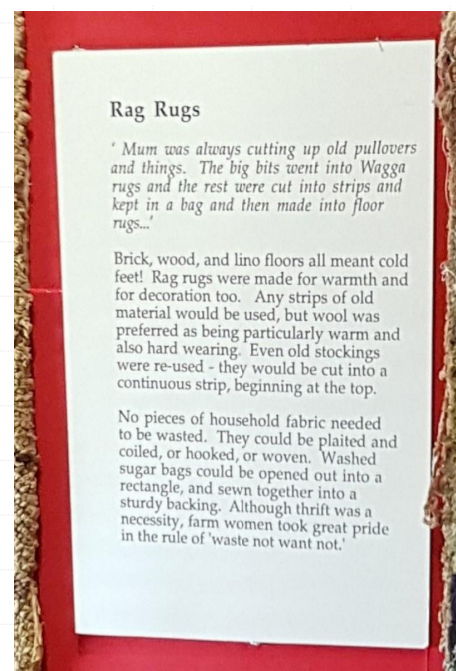 Rag Rugs
' Mum was always cutting up old pullovers
and things. The big bits went into Wagga
rugs and the rest were cut into strips and
kept in a bag and then made into floor
rugs...'
Brick, wood, and lino floors all meant cold
feet! Rag rugs were made for warmth and
for decoration too. Any strips of old
material would be used, but wool was
preferred as being particularly warm and
also hard wearing. Even old stockings
were re-used - they would be cut into a
continuous strip, beginning at the top.
No pieces of household fabric needed
to be wasted. They could be plaited and
coiled, or hooked, or woven. Washed
sugar bags could be opened out into a
rectangle, and sewn together into a
sturdy backing. Although thrift was a
necessity, farm women took great pride
in the rule of 'waste not want not.'